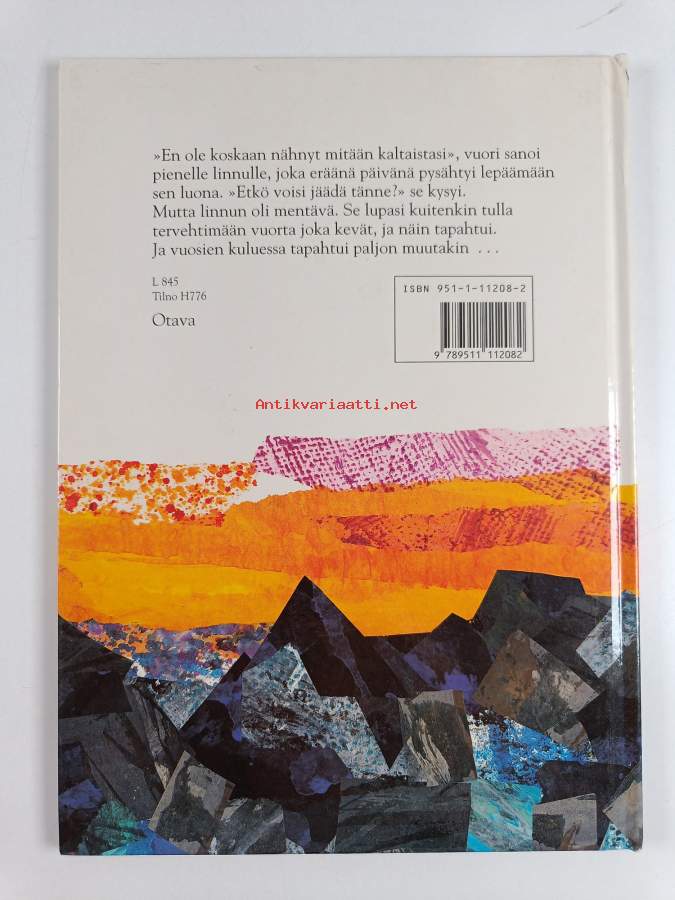 »En ole koskaan nähnyt mitään kaltaistasi», vuori sanoi
pienelle linnulle, joka eräänä päivänä pysähtyi lepäämään
sen luona. »Etkö voisi jäädä tänne?» se kysyi.
Mutta linnun oli mentävä. Se lupasi kuitenkin tulla
tervehtimään vuorta joka kevät, ja näin tapahtui.
Ja vuosien kuluessa tapahtui paljon muutakin . . .
L 845
Tilno H776
Otava
ISBN 951-1-11208-2
9 789511 112082
Antikvariaatti.net